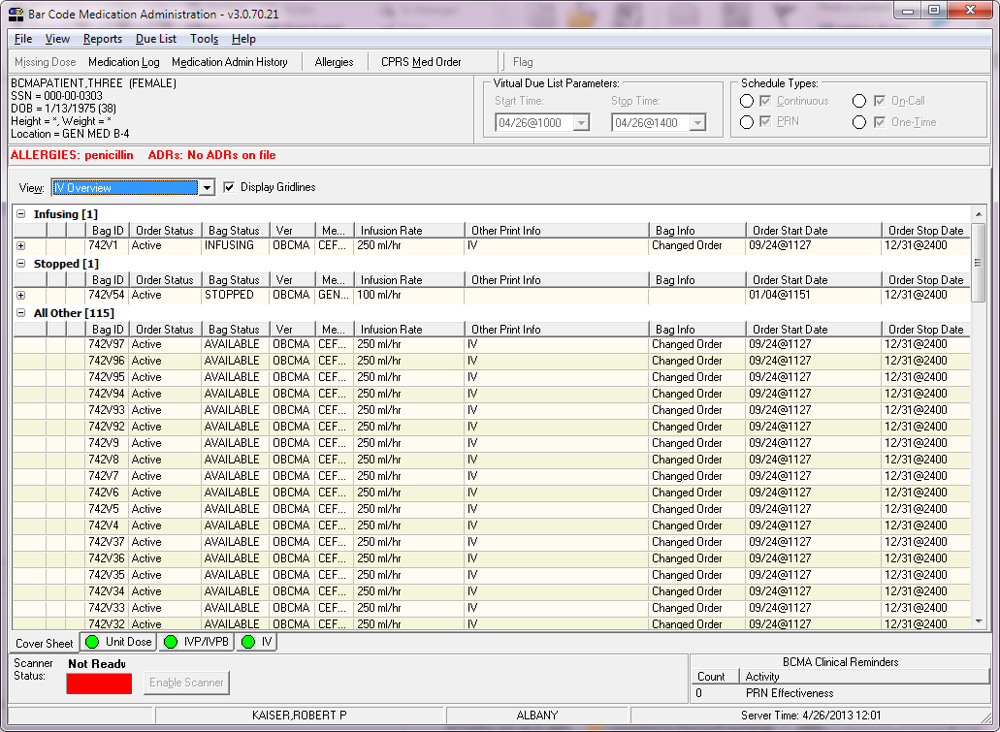 Bar Code Medication Administration - v3.0.70.21
File View Reports Due List Tools Help
Missing Dose Medication Log Medication Admin History Allergies CPRS Med Order Flag
BCMAPATIENT,THREE (FEMALE)
SSN = 000-00-0303
DOB = 1/13/1975 (38)
Height = *, Weight = *
Location = GEN MED B-4
Virtual Due List Parameters:
Start Time: Stop Time:
04/26@1000 04/26@1400
Schedule Types:
Continuous On-Call
PRN One-Time
ALLERGIES: penicillin ADRs: No ADRs on file
View: IV Overview Display Gridlines
Infusing [1]
Bag ID Order Status Bag Status Ver Me... Infusion Rate Other Print Info Bag Info Order Start Date Order Stop Date
742V1 Active INFUSING OBCMA CEF... 250 ml/hr IV Changed Order 09/24@1127 12/31@2400
Stopped [1]
Bag ID Order Status Bag Status Ver Me... Infusion Rate Other Print Info Bag Info Order Start Date Order Stop Date
742V54 Active STOPPED OBCMA GEN... 100 ml/hr 01/04@1151 12/31@2400
All Other [115]
Bag ID Order Status Bag Status Ver Me... Infusion Rate Other Print Info Bag Info Order Start Date Order Stop Date
742V97 Active AVAILABLE OBCMA CEF... 250 ml/hr IV Changed Order 09/24@1127 12/31@2400
742V96 Active AVAILABLE OBCMA CEF... 250 ml/hr IV Changed Order 09/24@1127 12/31@2400
742V95 Active AVAILABLE OBCMA CEF... 250 ml/hr IV Changed Order 09/24@1127 12/31@2400
742V94 Active AVAILABLE OBCMA CEF... 250 ml/hr IV Changed Order 09/24@1127 12/31@2400
742V93 Active AVAILABLE OBCMA CEF... 250 ml/hr IV Changed Order 09/24@1127 12/31@2400
742V92 Active AVAILABLE OBCMA CEF... 250 ml/hr IV Changed Order 09/24@1127 12/31@2400
742V9 Active AVAILABLE OBCMA CEF... 250 ml/hr IV Changed Order 09/24@1127 12/31@2400
742V8 Active AVAILABLE OBCMA CEF... 250 ml/hr IV Changed Order 09/24@1127 12/31@2400
742V7 Active AVAILABLE OBCMA CEF... 250 ml/hr IV Changed Order 09/24@1127 12/31@2400
742V6 Active AVAILABLE OBCMA CEF... 250 ml/hr IV Changed Order 09/24@1127 12/31@2400
742V5 Active AVAILABLE OBCMA CEF... 250 ml/hr IV Changed Order 09/24@1127 12/31@2400
742V4 Active AVAILABLE OBCMA CEF... 250 ml/hr IV Changed Order 09/24@1127 12/31@2400
742V37 Active AVAILABLE OBCMA CEF... 250 ml/hr IV Changed Order 09/24@1127 12/31@2400
742V36 Active AVAILABLE OBCMA CEF... 250 ml/hr IV Changed Order 09/24@1127 12/31@2400
742V35 Active AVAILABLE OBCMA CEF... 250 ml/hr IV Changed Order 09/24@1127 12/31@2400
742V34 Active AVAILABLE OBCMA CEF... 250 ml/hr IV Changed Order 09/24@1127 12/31@2400
742V33 Active AVAILABLE OBCMA CEF... 250 ml/hr IV Changed Order 09/24@1127 12/31@2400
742V32 Active AVAILABLE OBCMA CEF... 250 ml/hr IV Changed Order 09/24@1127 12/31@2400
Cover Sheet Unit Dose IVP/IVPB IV
Scanner Status: Not Ready
Enable Scanner
BCMA Clinical Reminders
Count Activity
0 PRN Effectiveness
KAISER,ROBERT P ALBANY Server Time: 4/26/2013 12:01